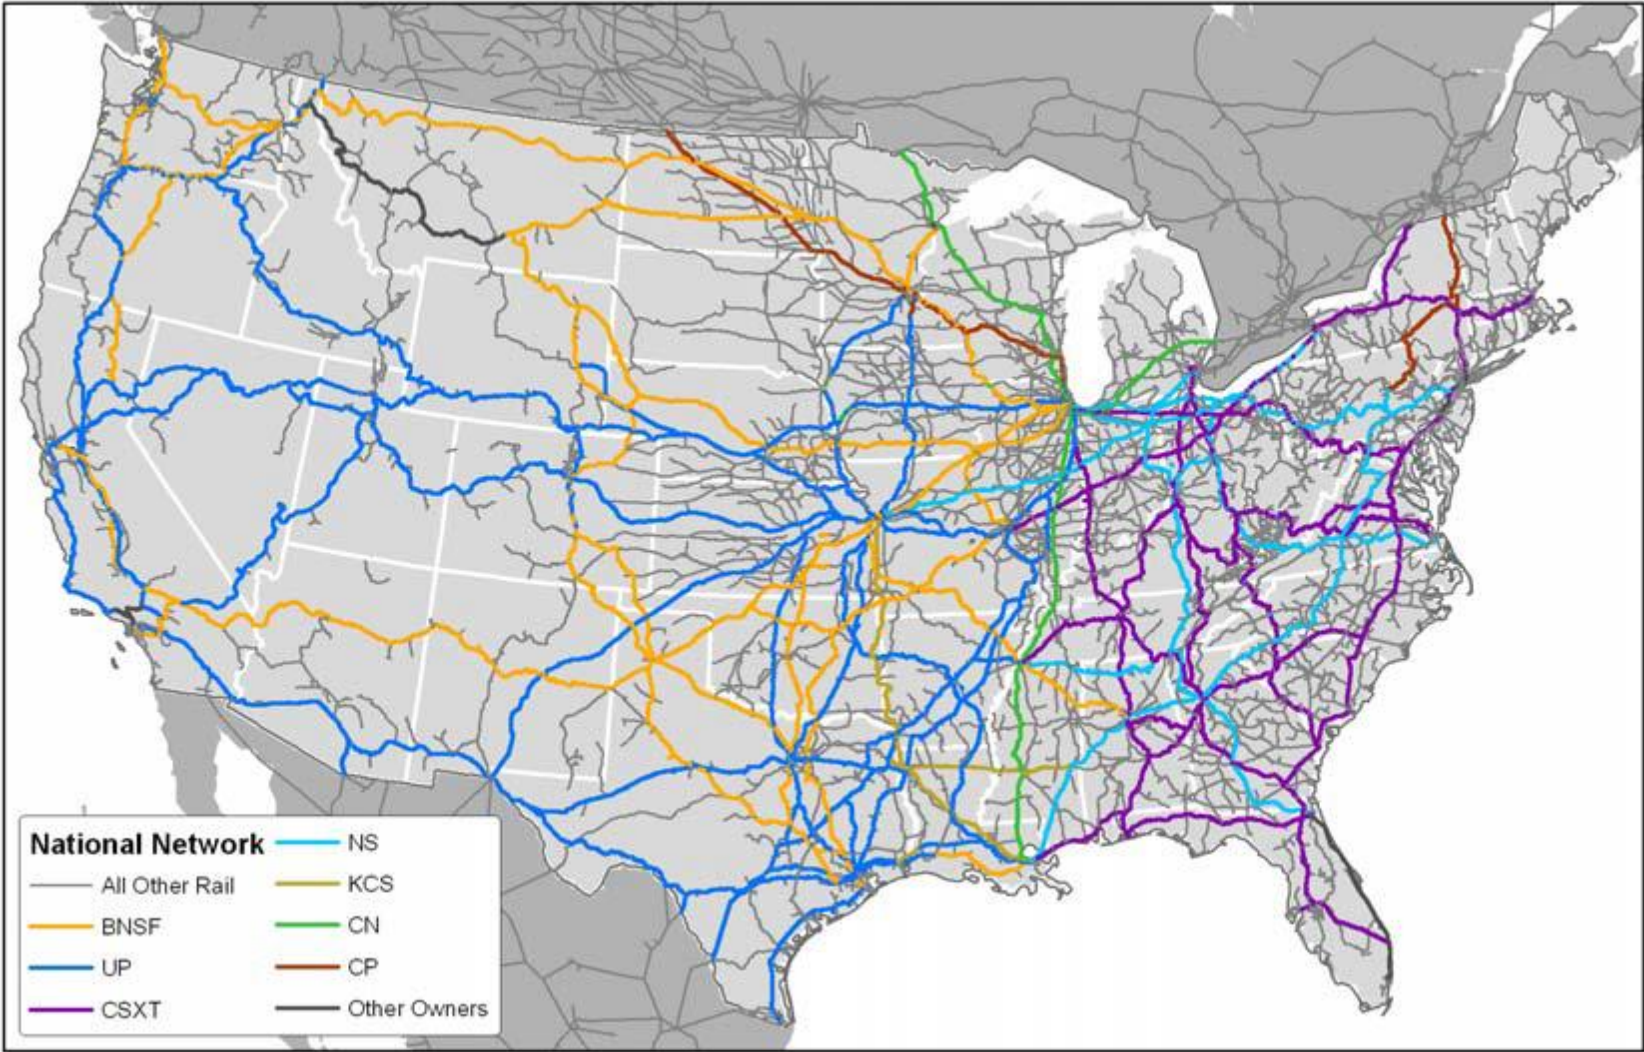 National Network
All Other Rail
BNSF
UP
CSXT
NS
KCS
CN
CP
Other Owners